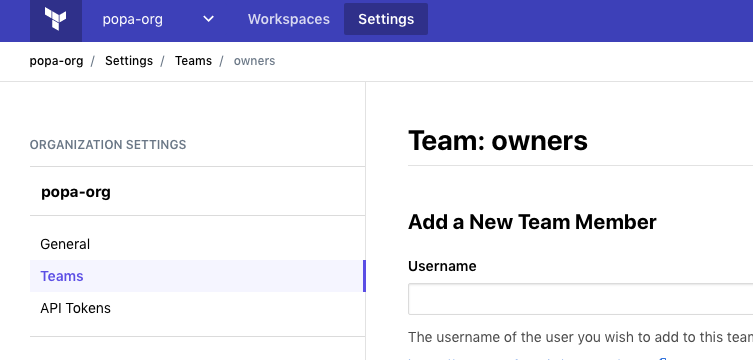 popa-org Workspaces Settings
popa-org / Settings / Teams / owners
ORGANIZATION SETTINGS
popa-org
General
Teams
API Tokens
Team: owners
Add a New Team Member
Username
The username of the user you wish to add to this team